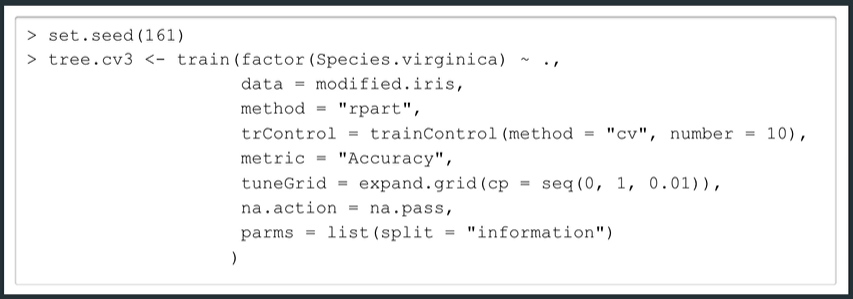 > set.seed(161)
> tree.cv3 <- train(factor(Species.virginica) ~ .,
data = modified.iris,
method = "rpart",
trControl = trainControl(method = "cv", number = 10),
metric = "Accuracy",
tuneGrid = expand.grid(cp = seq(0, 1, 0.01)),
na.action = na.pass,
parms = list(split = "information")
)